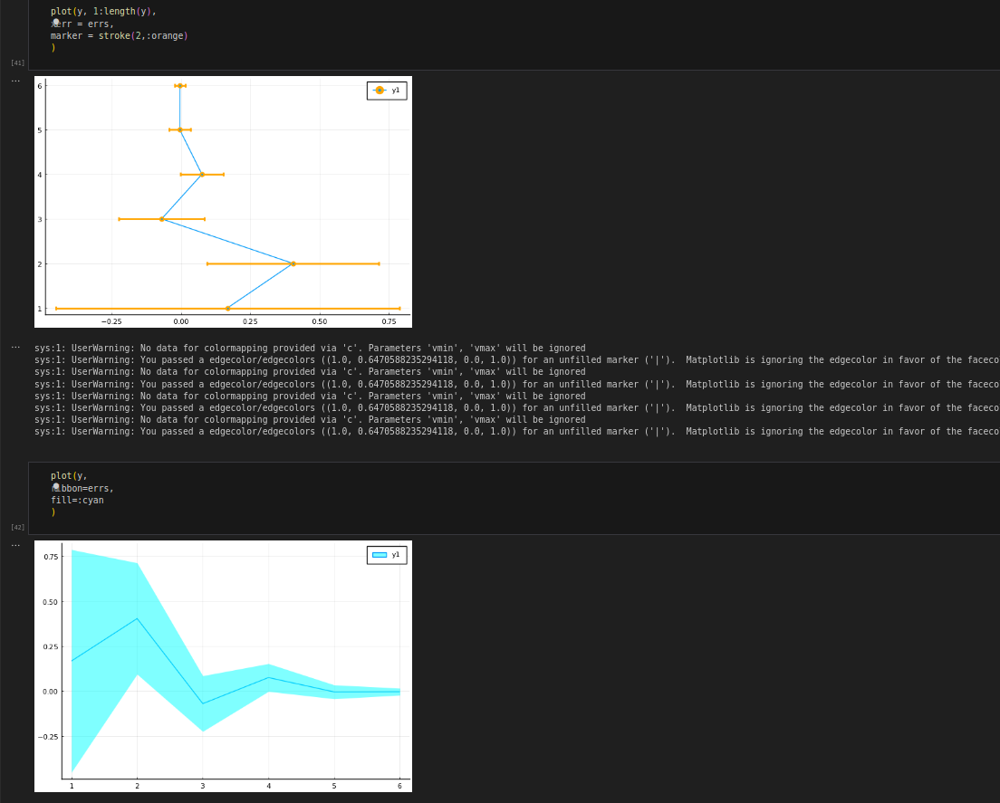 plot(y, 1:length(y),
xerr = errs,
marker = stroke(2,:orange)
)
[41]
...
6
5
4
3
2
1
y1
−0.25 0.00 0.25 0.50 0.75
...
sys:1: UserWarning: No data for colormapping provided via 'c'. Parameters 'vmin', 'vmax' will be ignored
sys:1: UserWarning: You passed a edgecolor/edgecolors ((1.0, 0.6470588235294118, 0.0, 1.0)) for an unfilled marker ('|').  Matplotlib is ignoring the edgecolor in favor of the faceco
sys:1: UserWarning: No data for colormapping provided via 'c'. Parameters 'vmin', 'vmax' will be ignored
sys:1: UserWarning: You passed a edgecolor/edgecolors ((1.0, 0.6470588235294118, 0.0, 1.0)) for an unfilled marker ('|').  Matplotlib is ignoring the edgecolor in favor of the faceco
sys:1: UserWarning: No data for colormapping provided via 'c'. Parameters 'vmin', 'vmax' will be ignored
sys:1: UserWarning: You passed a edgecolor/edgecolors ((1.0, 0.6470588235294118, 0.0, 1.0)) for an unfilled marker ('|').  Matplotlib is ignoring the edgecolor in favor of the faceco
sys:1: UserWarning: No data for colormapping provided via 'c'. Parameters 'vmin', 'vmax' will be ignored
sys:1: UserWarning: You passed a edgecolor/edgecolors ((1.0, 0.6470588235294118, 0.0, 1.0)) for an unfilled marker ('|').  Matplotlib is ignoring the edgecolor in favor of the faceco
plot(y,
ribbon=errs,
fill=:cyan
)
[42]
...
0.75
0.50
0.25
0.00
−0.25
y1
1 2 3 4 5 6